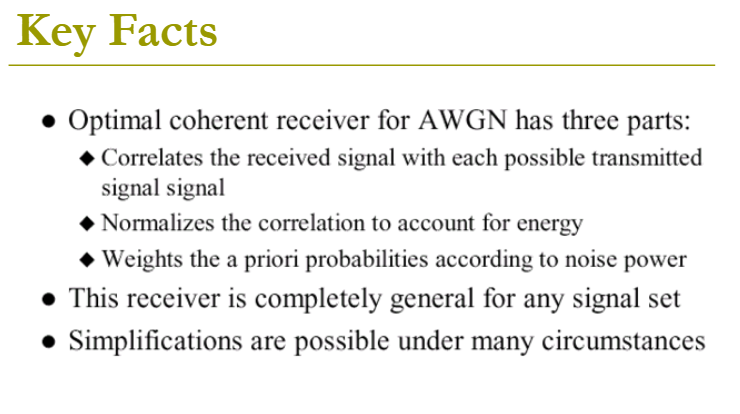 Key Facts
● Optimal coherent receiver for AWGN has three parts:
◆ Correlates the received signal with each possible transmitted
signal signal
◆ Normalizes the correlation to account for energy
◆ Weights the a priori probabilities according to noise power
● This receiver is completely general for any signal set
● Simplifications are possible under many circumstances